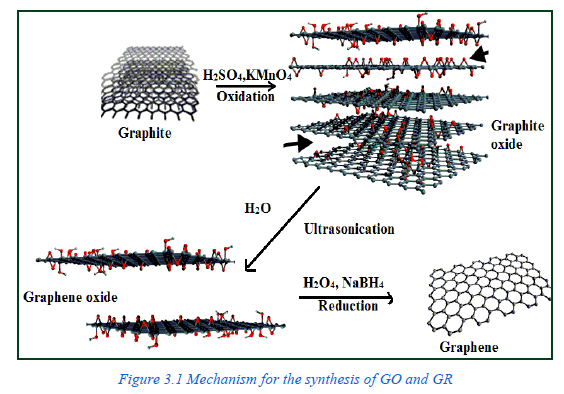 H2SO4,KMnO4
Oxidation
Graphite
Graphite
oxide
H2O
Ultrasonication
Graphene oxide
H2O4, NaBH4
Reduction
Graphene
Figure 3.1 Mechanism for the synthesis of GO and GR